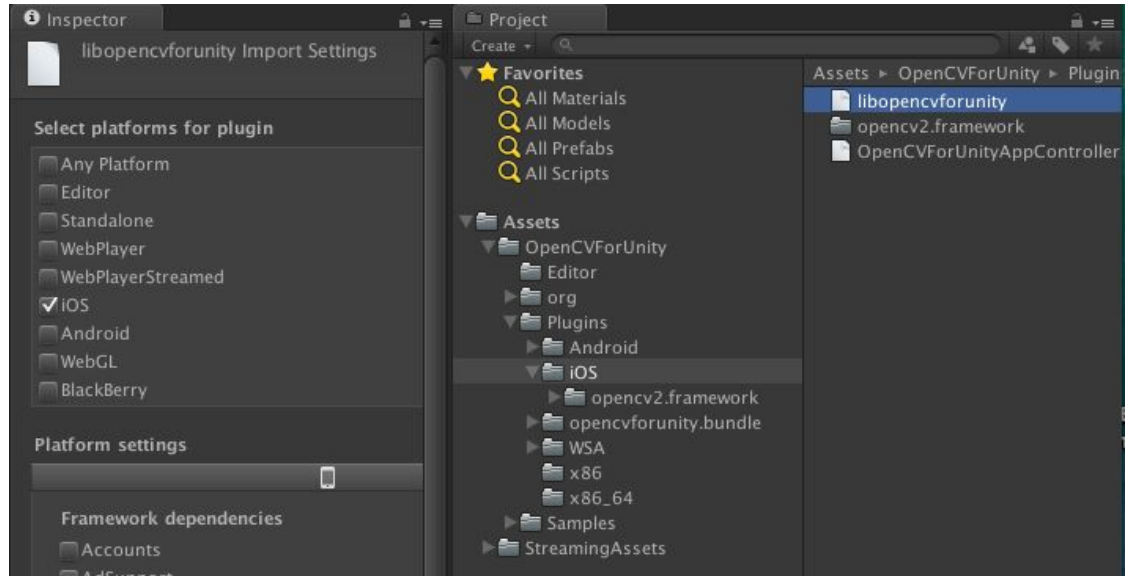 Inspector
libopencvforunity Import Settings
Select platforms for plugin
Any Platform
Editor
Standalone
WebPlayer
WebPlayerStreamed
iOS
Android
WebGL
BlackBerry
Platform settings
Framework dependencies
Accounts
AdSupport
Project
Create
Favorites
All Materials
All Models
All Prefabs
All Scripts
Assets
OpenCVForUnity
Editor
org
Plugins
Android
iOS
opencv2.framework
opencvforunity.bundle
WSA
x86
x86_64
Samples
StreamingAssets
Assets ▸ OpenCVForUnity ▸ Plugin
libopencvforunity
opencv2.framework
OpenCVForUnityAppController